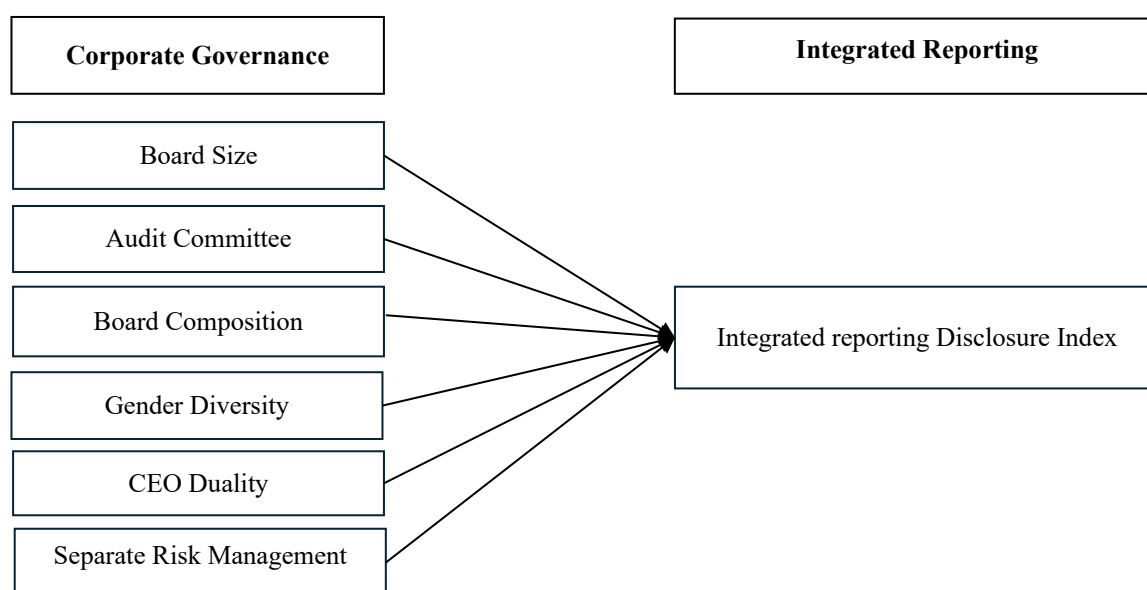 Corporate Governance
Integrated Reporting
Board Size
Audit Committee
Board Composition
Gender Diversity
CEO Duality
Separate Risk Management
Integrated reporting Disclosure Index